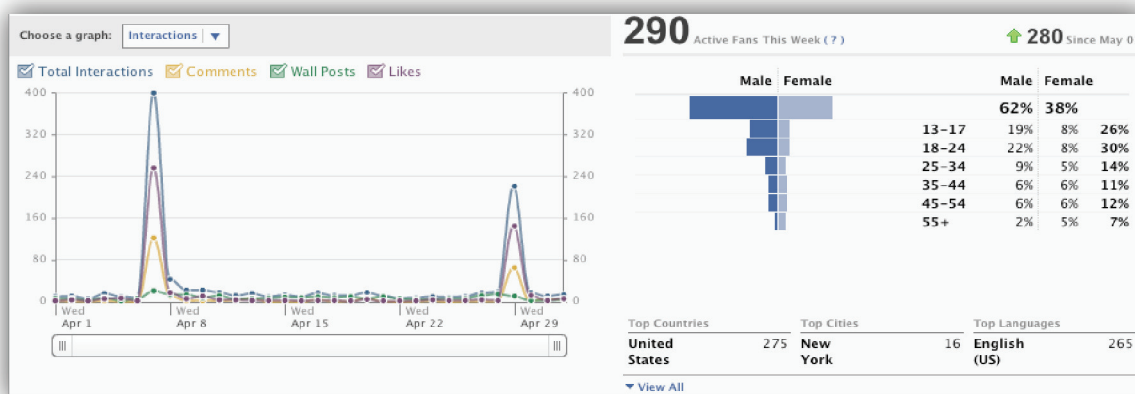 Choose a graph: Interactions
Total Interactions Comments Wall Posts Likes
400 400
320 320
240 240
160 160
80 80
0 0
Wed Wed Wed Wed Wed
Apr 1 Apr 8 Apr 15 Apr 22 Apr 29
290 Active Fans This Week ( ? ) 280 Since May 0
Male Female Male Female
62% 38%
13-17 19% 8% 26%
18-24 22% 8% 30%
25-34 9% 5% 14%
35-44 6% 6% 11%
45-54 6% 6% 12%
55+ 2% 5% 7%
Top Countries Top Cities Top Languages
United 275 New 16 English 265
States York (US)
View All